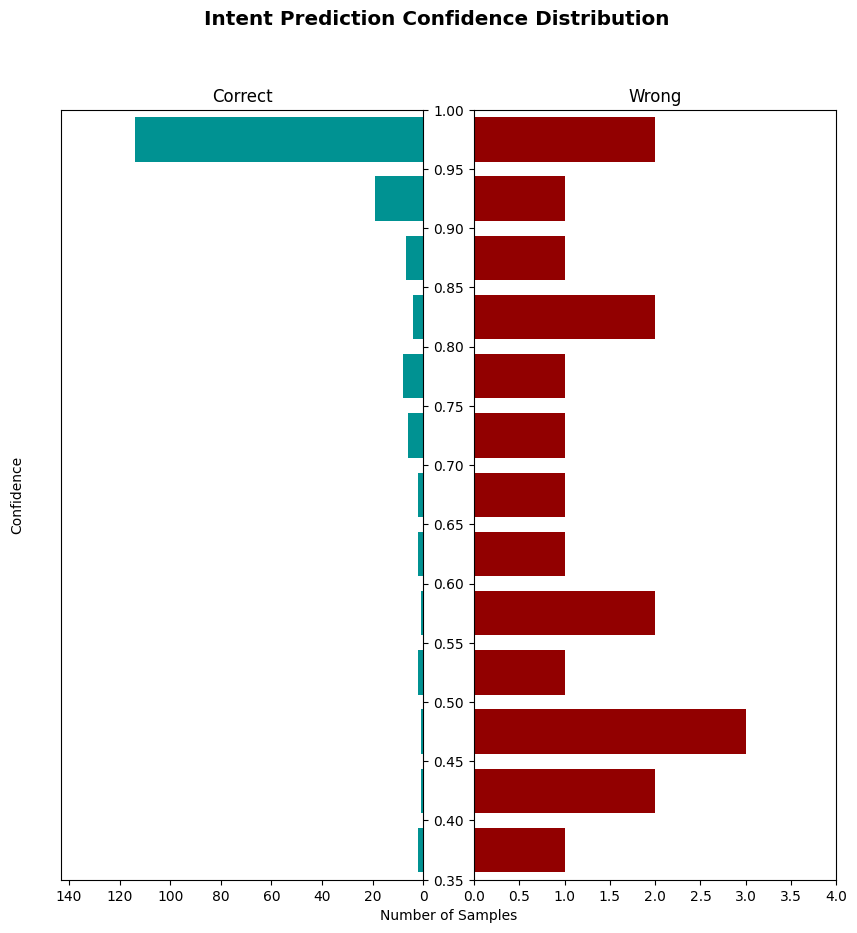 Intent Prediction Confidence Distribution
Correct
Wrong
1.00
0.95
0.90
0.85
0.80
0.75
0.70
0.65
0.60
0.55
0.50
0.45
0.40
0.35
Confidence
140 120 100 80 60 40 20 0
0.0 0.5 1.0 1.5 2.0 2.5 3.0 3.5 4.0
Number of Samples